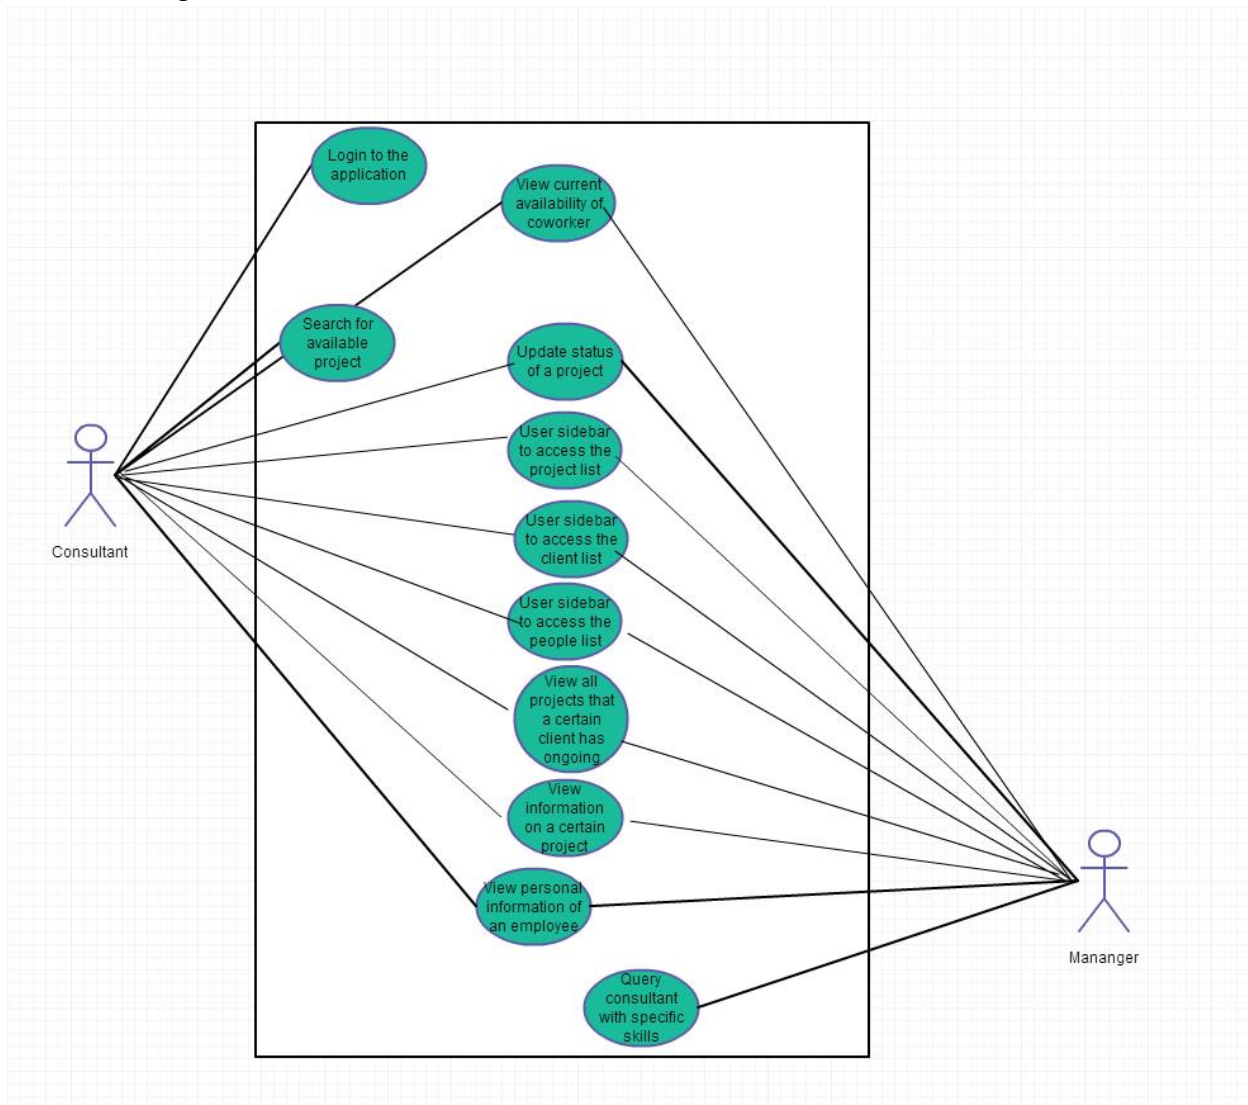 Login to the
application
View current
availability of
coworker
Search for
available
project
Update status
of a project
User sidebar
to access the
project list
User sidebar
to access the
client list
User sidebar
to access the
people list
View all
projects that
a certain
client has
ongoing
View
information
on a certain
project
View personal
information of
an employee
Query
consultant
with specific
skills
Consultant
Mananger